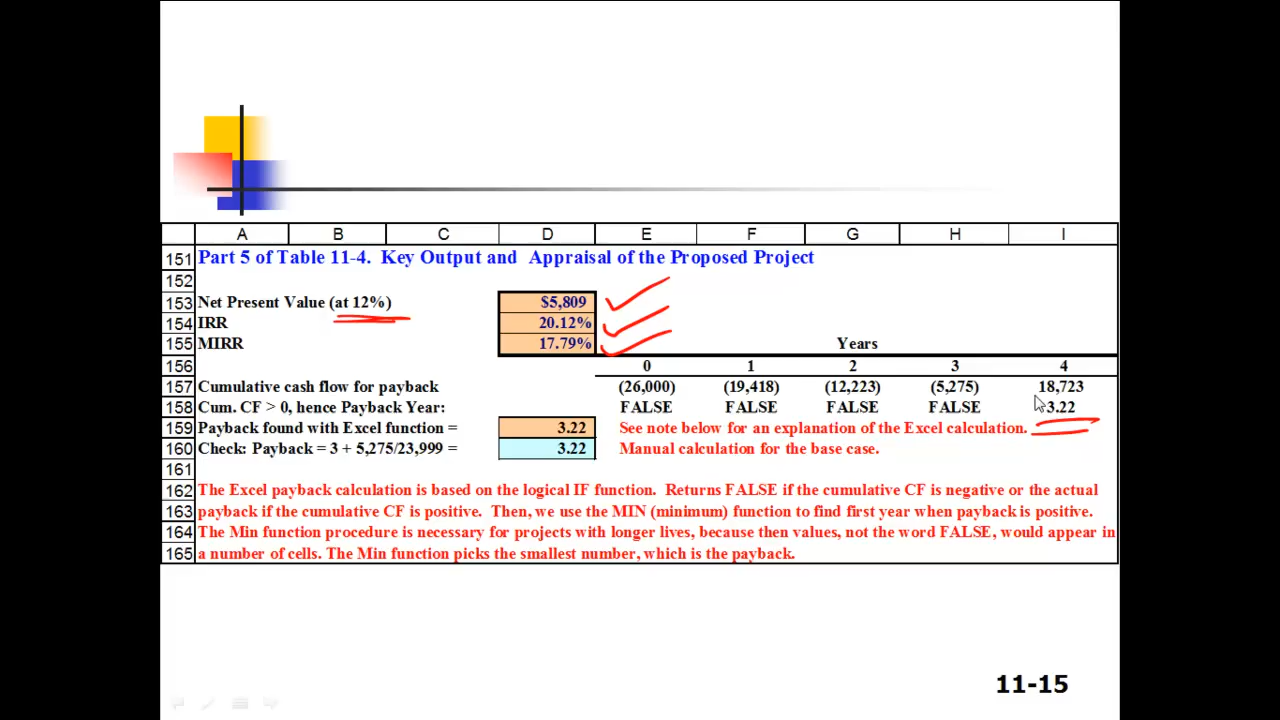 A B C D E F G H I
151 Part 5 of Table 11-4. Key Output and Appraisal of the Proposed Project
152
153 Net Present Value (at 12%) $5,809
154 IRR 20.12%
155 MIRR 17.79% Years
156 0 1 2 3 4
157 Cumulative cash flow for payback (26,000) (19,418) (12,223) (5,275) 18,723
158 Cum. CF > 0, hence Payback Year: FALSE FALSE FALSE FALSE 3.22
159 Payback found with Excel function = 3.22 See note below for an explanation of the Excel calculation.
160 Check: Payback = 3 + 5,275/23,999 = 3.22 Manual calculation for the base case.
161
162 The Excel payback calculation is based on the logical IF function. Returns FALSE if the cumulative CF is negative or the actual
163 payback if the cumulative CF is positive. Then, we use the MIN (minimum) function to find first year when payback is positive.
164 The Min function procedure is necessary for projects with longer lives, because then values, not the word FALSE, would appear in
165 a number of cells. The Min function picks the smallest number, which is the payback.
11-15